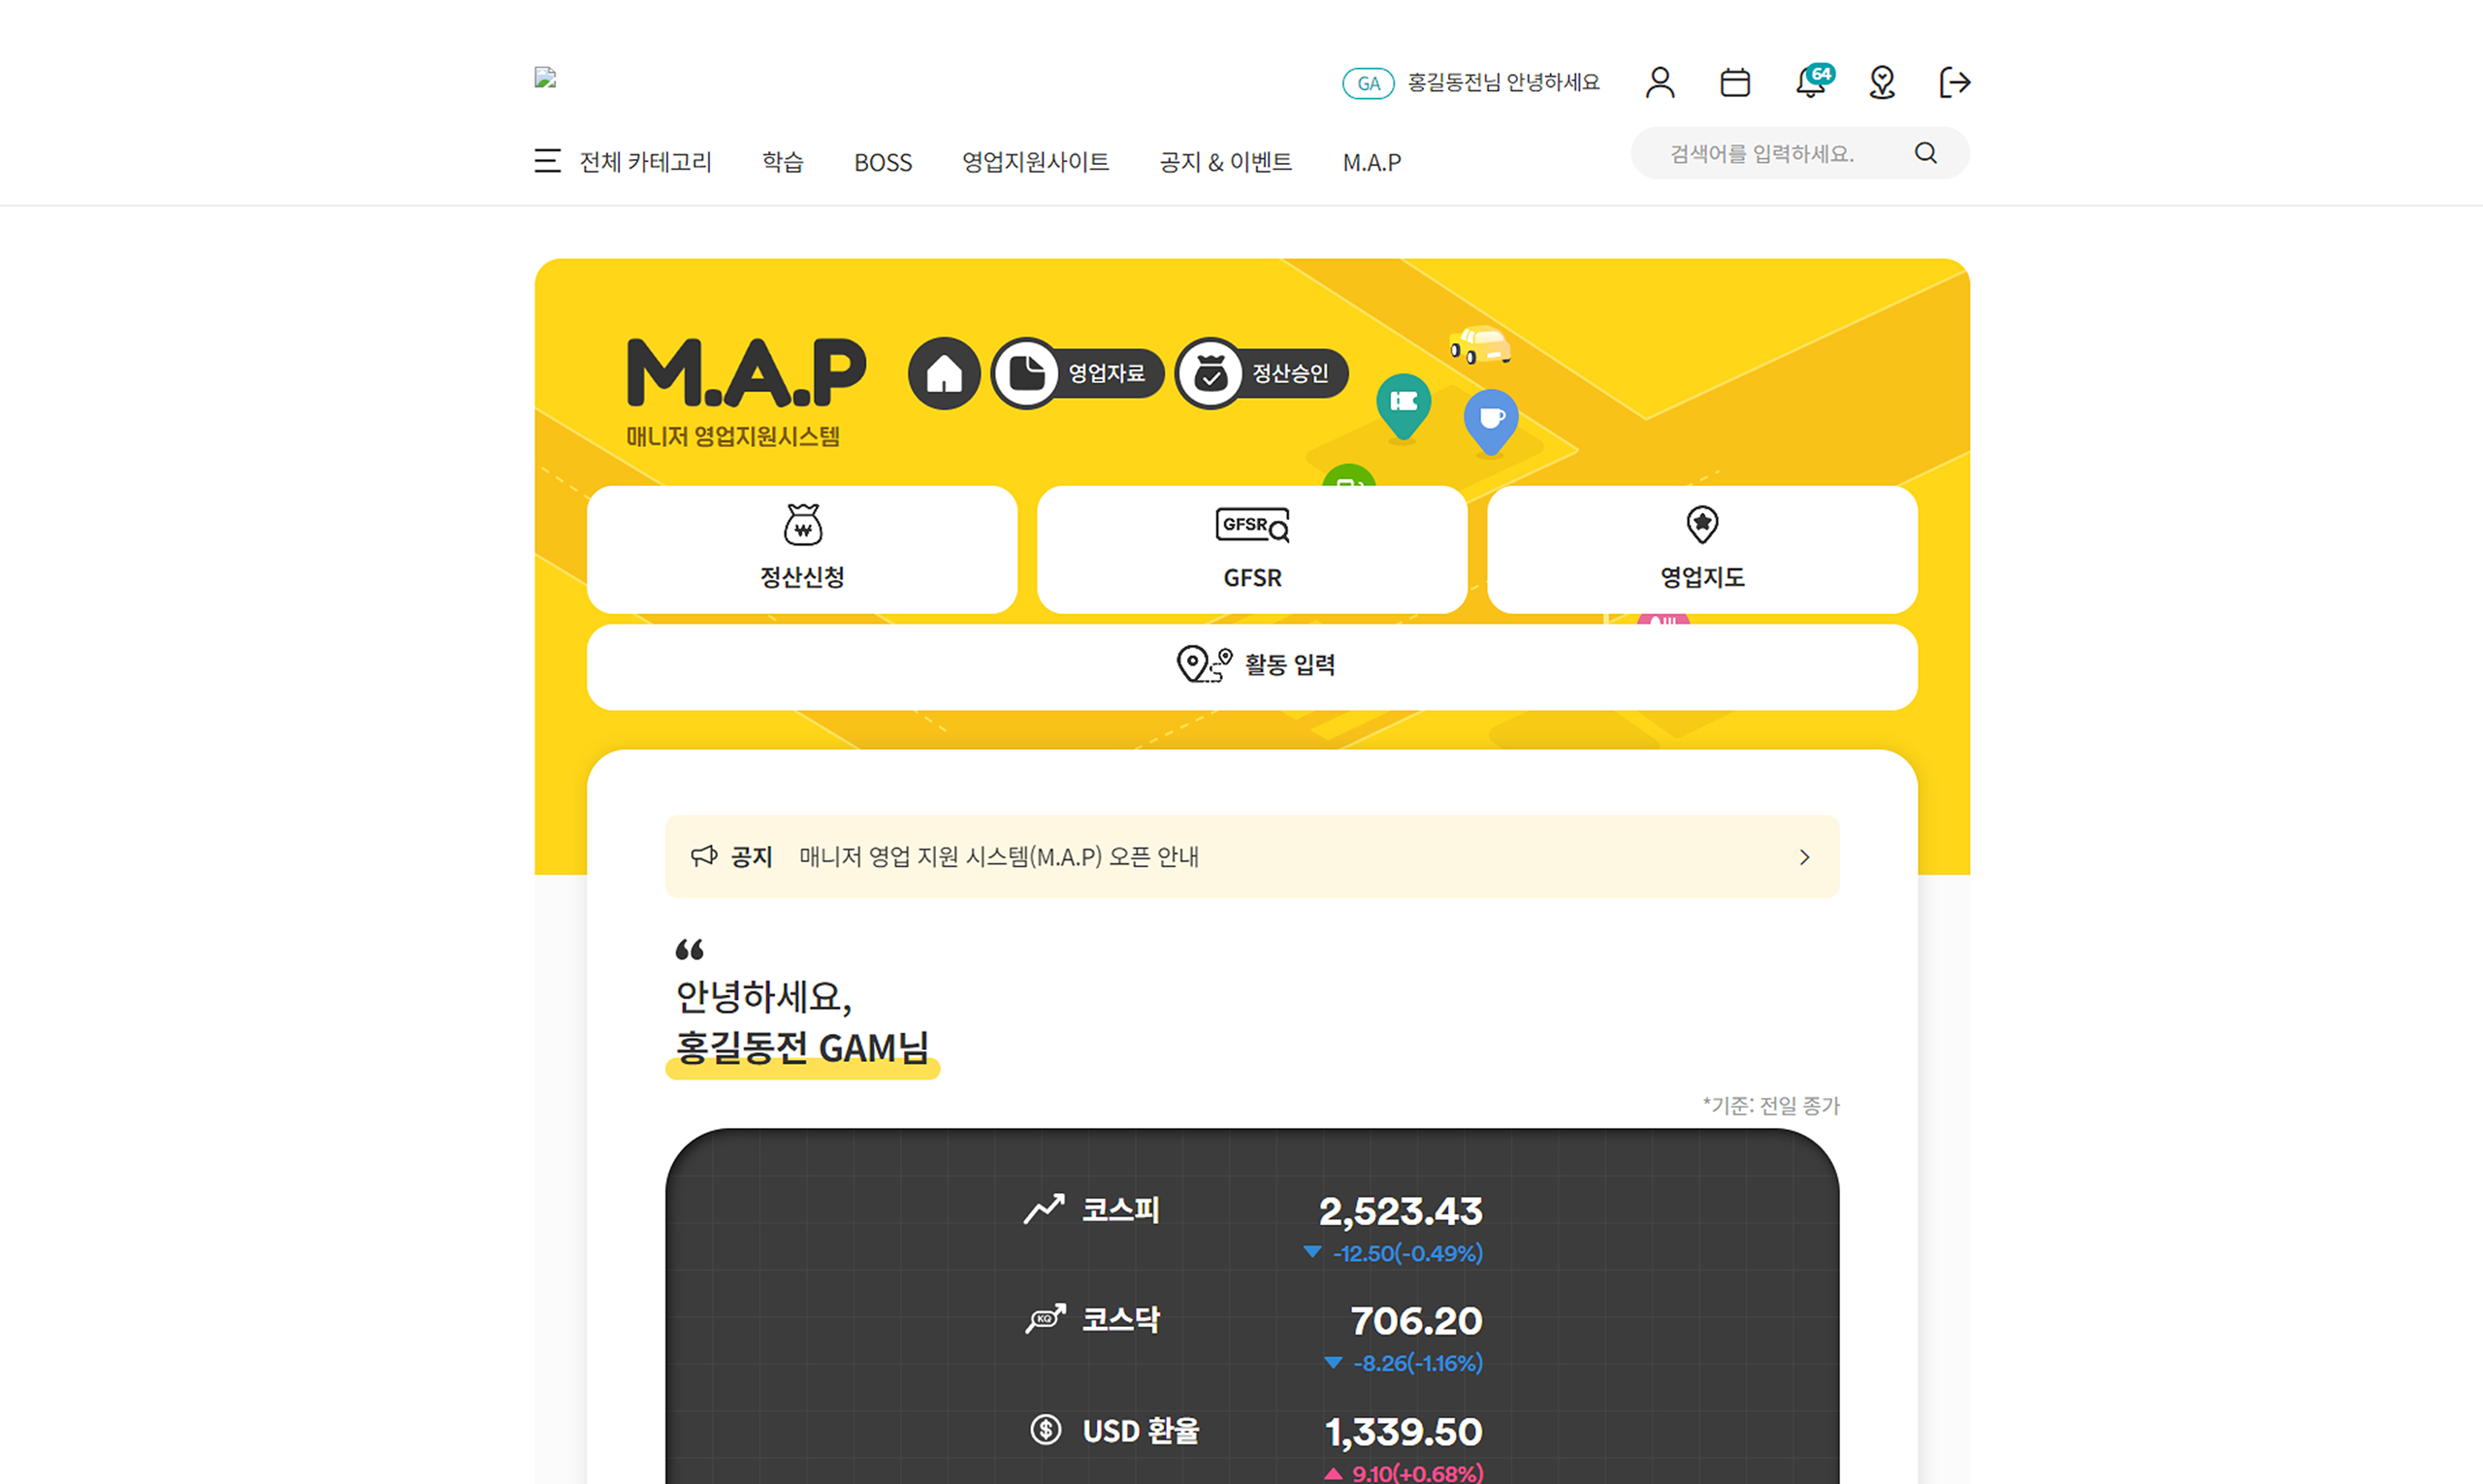 GA 홍길동전님 안녕하세요 64
전체 카테고리 학습 BOSS 영업지원사이트 공지 & 이벤트 M.A.P 검색어를 입력하세요.
M.A.P 영업자료 정산승인
매니저 영업지원시스템
GFSR
정산신청 GFSR 영업지도
활동 입력
공지 매니저 영업 지원 시스템(M.A.P) 오픈 안내
“
안녕하세요,
홍길동전 GAM님
*기준: 전일 종가
코스피 2,523.43
▼ -12.50(-0.49%)
KQ 코스닥 706.20
▼ -8.26(-1.16%)
USD 환율 1,339.50
▲ 9.10(+0.68%)